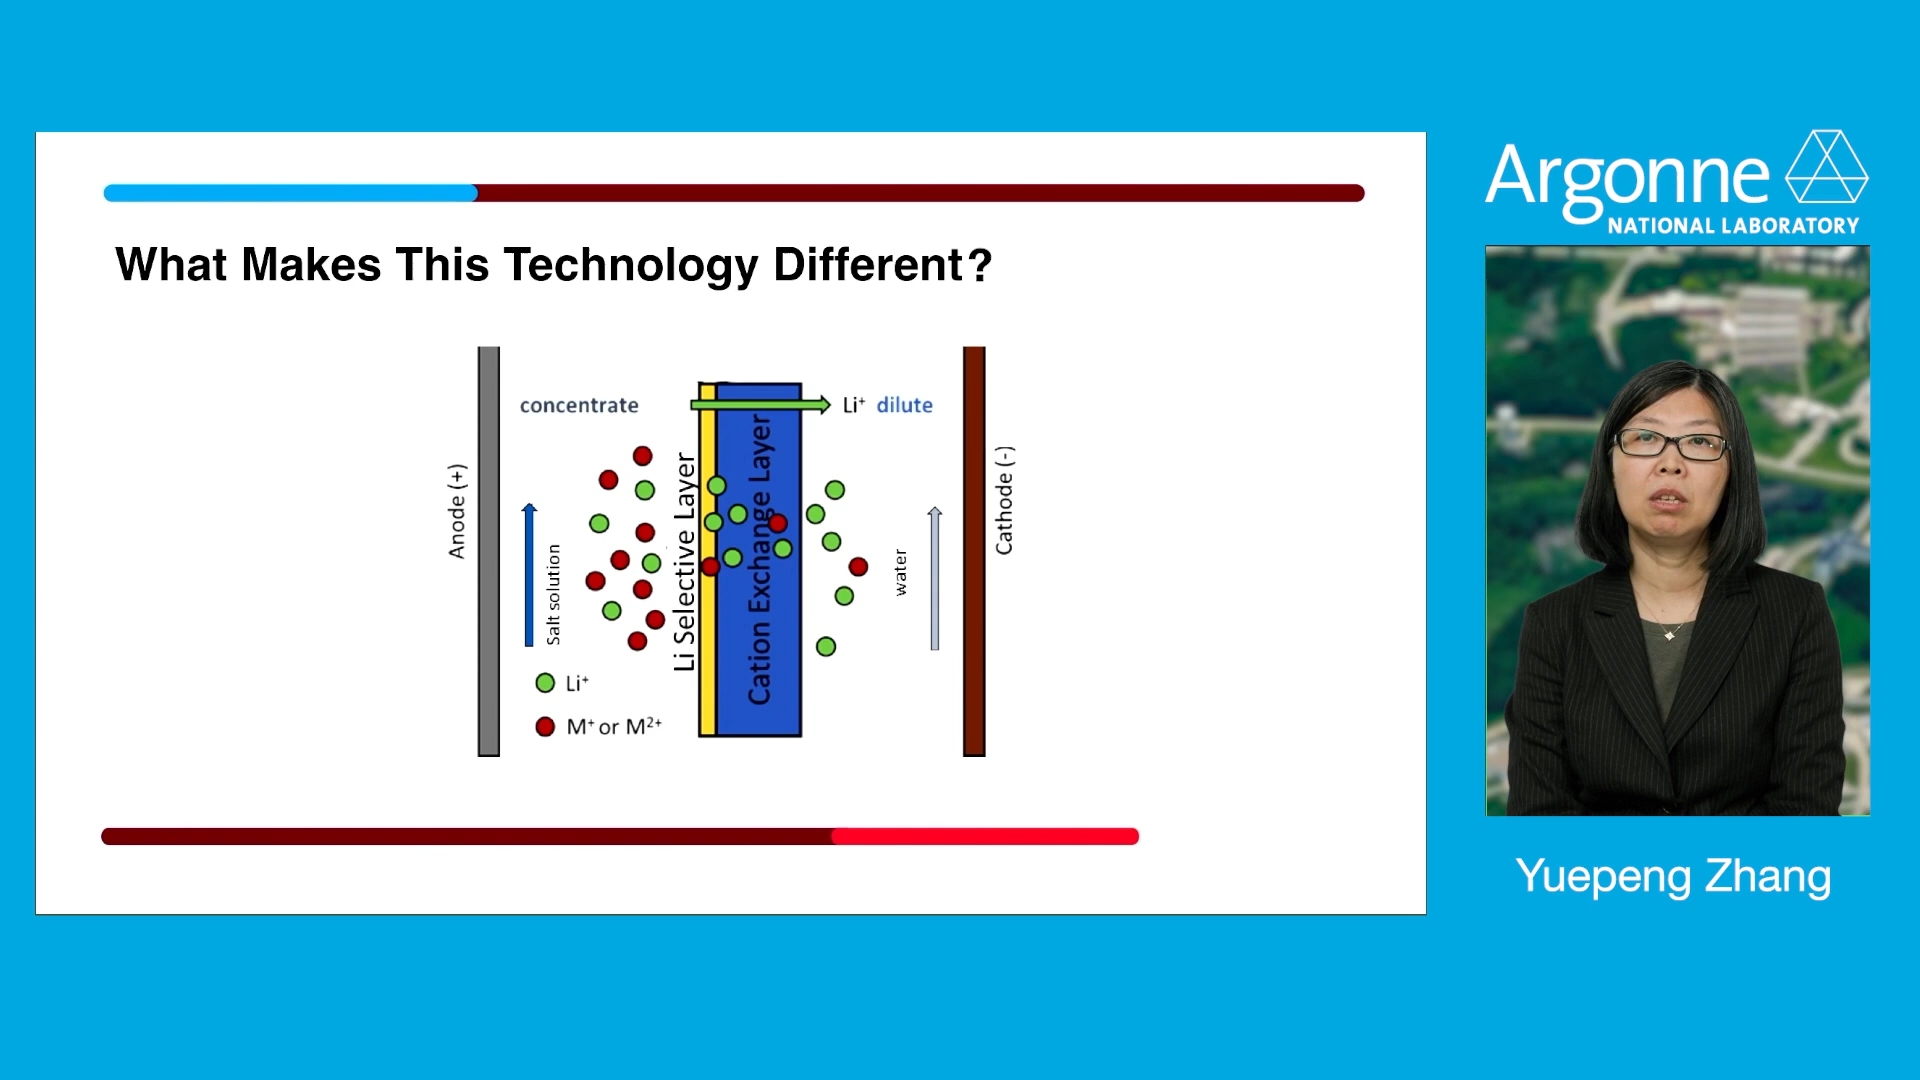 Argonne
NATIONAL LABORATORY
What Makes This Technology Different?
concentrate
Li⁺ dilute
Anode (+)
Salt solution
Li Selective Layer
Cation Exchange Layer
water
Cathode (-)
Li⁺
M⁺ or M²⁺
Yuepeng Zhang